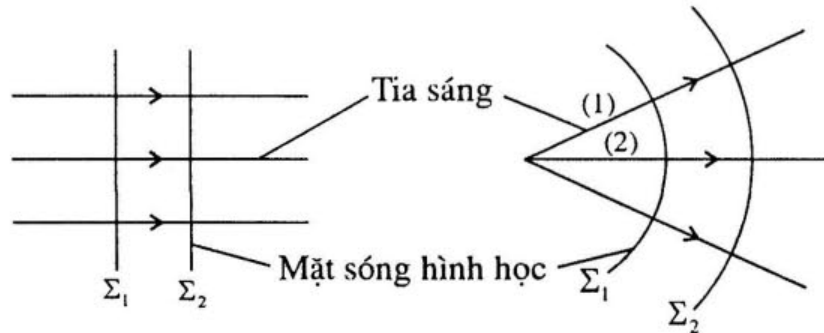 Tia sáng
(1)
(2)
Mặt sóng hình học
Σ₁ Σ₂
Σ₁
Σ₂